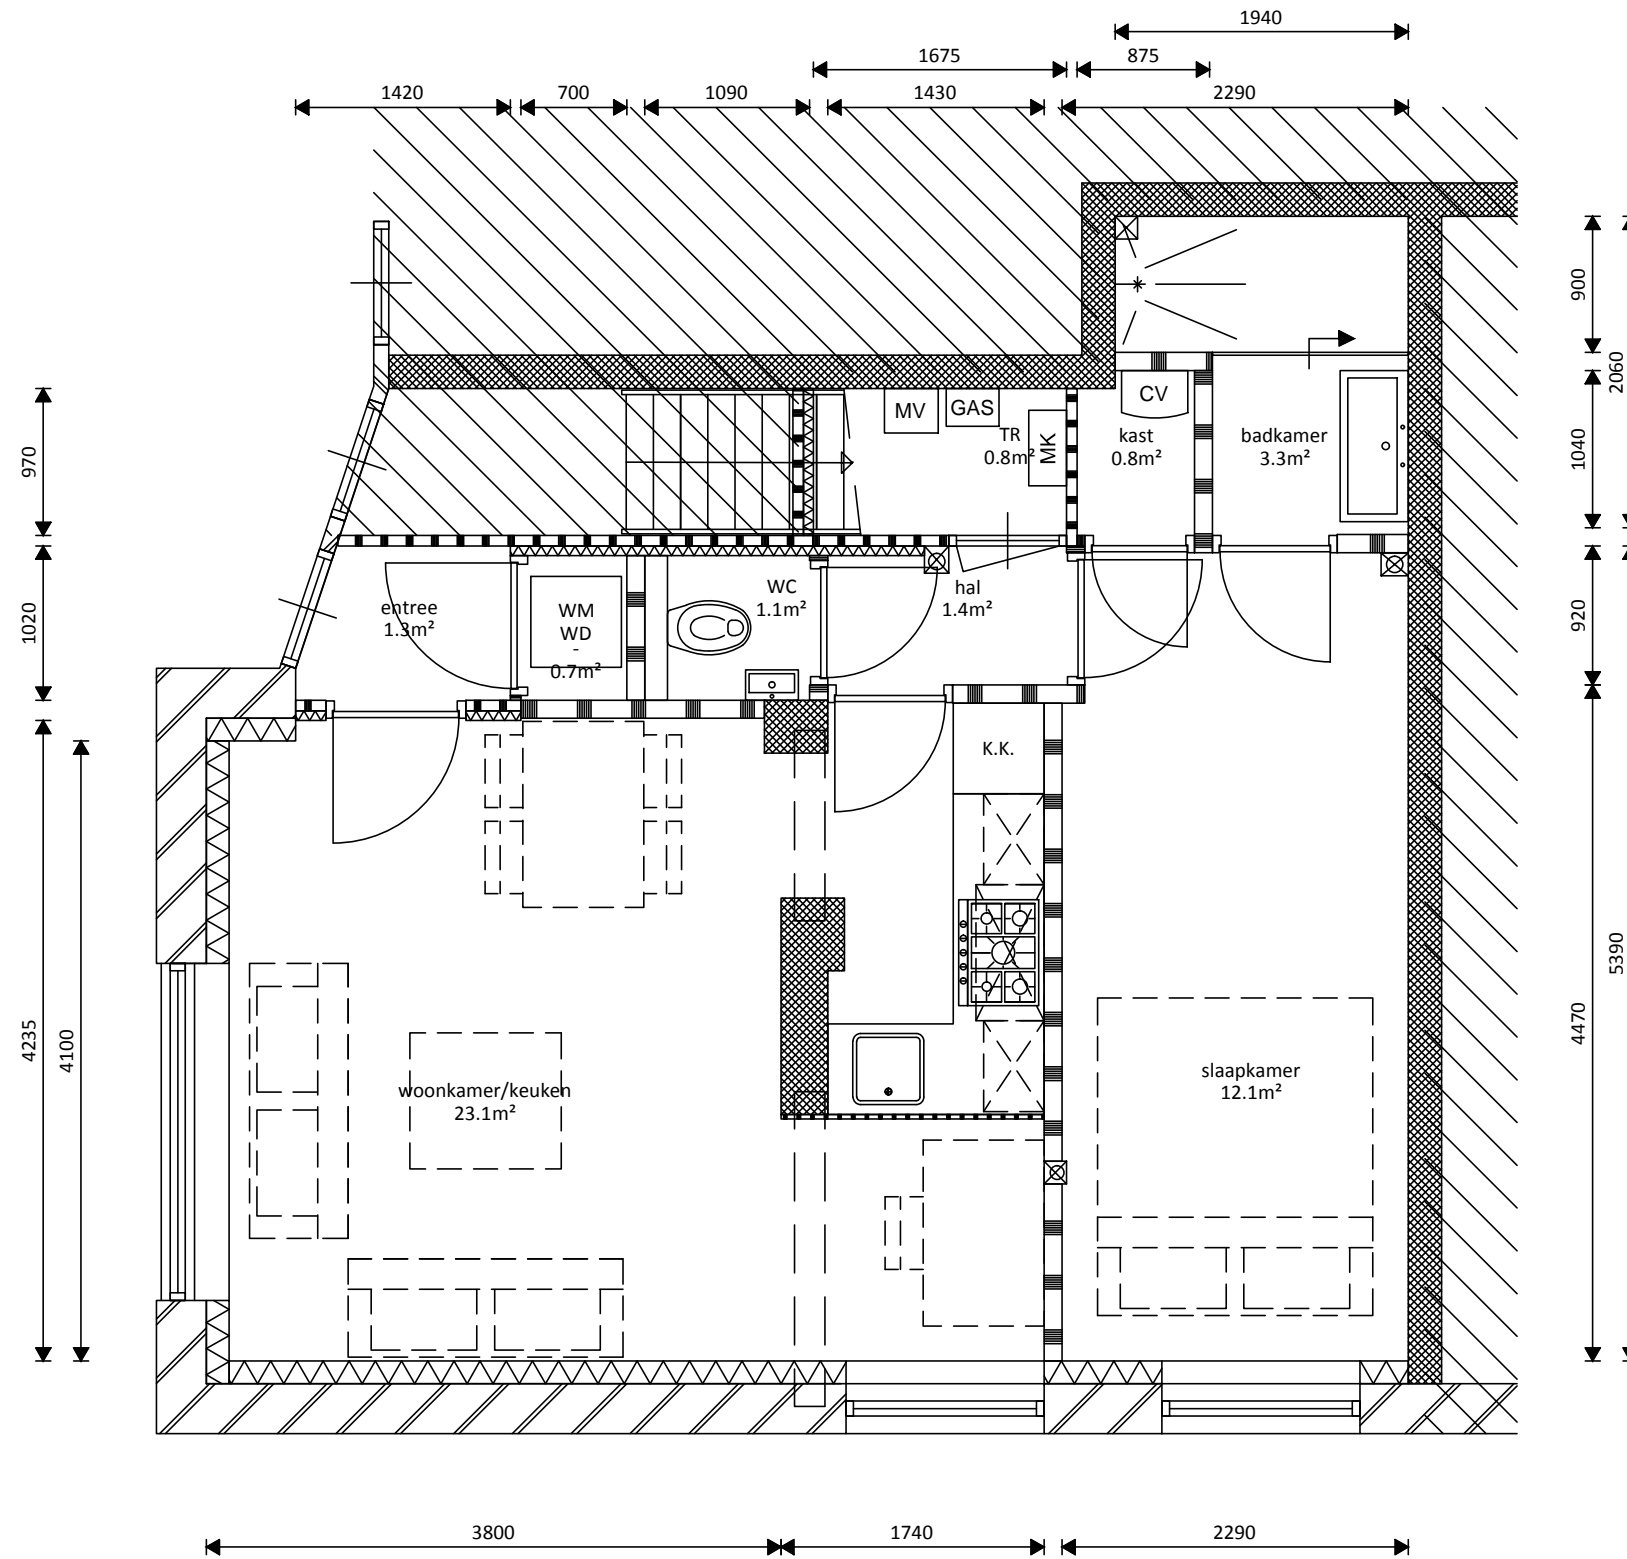 1940
1675
875
1420
700
1090
1430
2290
900
2060
1040
920
5390
4470
970
1020
4235
4100
MV
GAS
TR
0.8m²
MK
CV
kast
0.8m²
badkamer
3.3m²
entree
1.3m²
WM
WD
-
0.7m²
WC
1.1m²
hal
1.4m²
K.K.
woonkamer/keuken
23.1m²
slaapkamer
12.1m²
3800
1740
2290